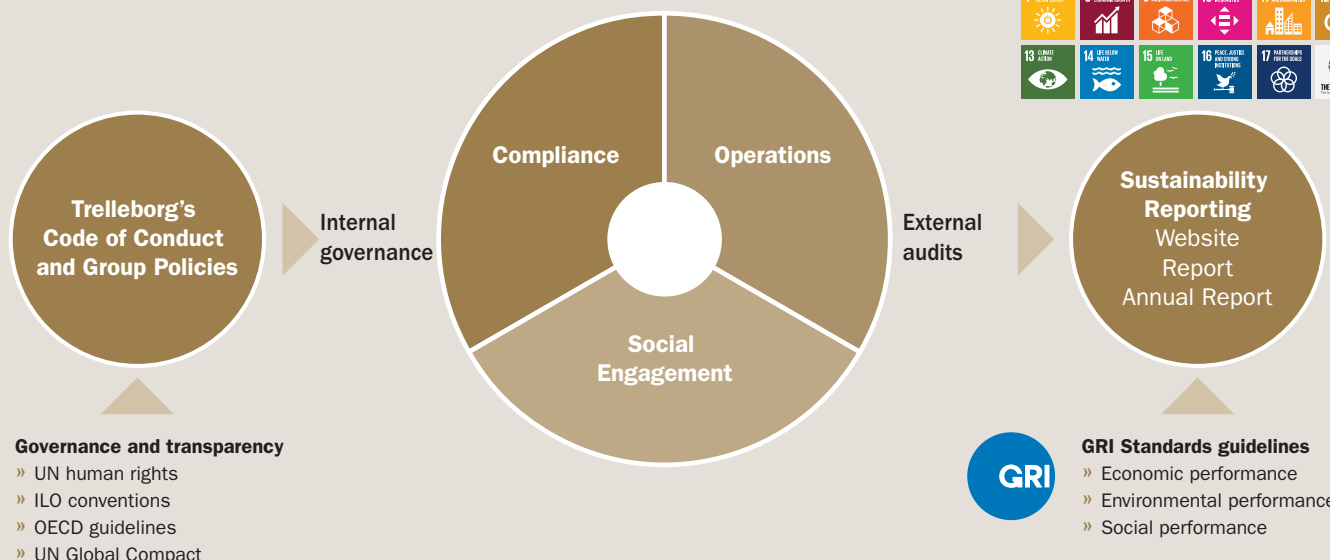 13 CLIMATE
ACTION
14 LIFE BELOW
WATER
15 LIFE
ON LAND
16 PEACE, JUSTICE
AND STRONG
INSTITUTIONS
17 PARTNERSHIPS
FOR THE GOALS
THE
Compliance
Operations
Trelleborg’s
Code of Conduct
and Group Policies
Internal
governance
External
audits
Sustainability
Reporting
Website
Report
Annual Report
Social
Engagement
Governance and transparency
» UN human rights
» ILO conventions
» OECD guidelines
» UN Global Compact
GRI
GRI Standards guidelines
» Economic performance
» Environmental performance
» Social performance